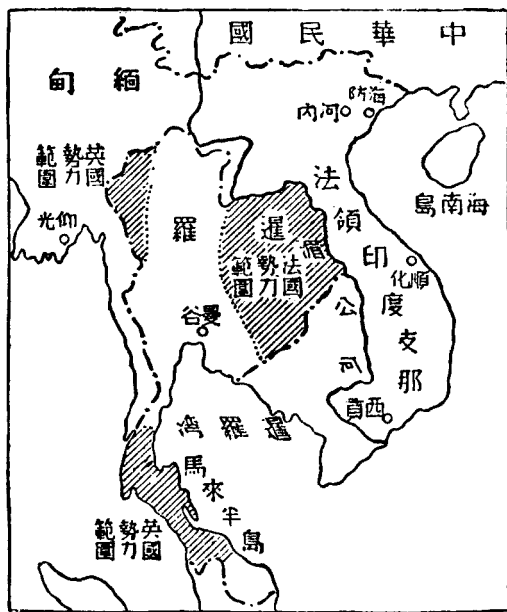 中華民國
緬甸
海防
河內
海南島
法領印度支那
英國勢力範圍
仰光
暹羅
法國勢力範圍
湄公河
順化
曼谷
西貢
暹羅湾
馬來半島
英國勢力範圍